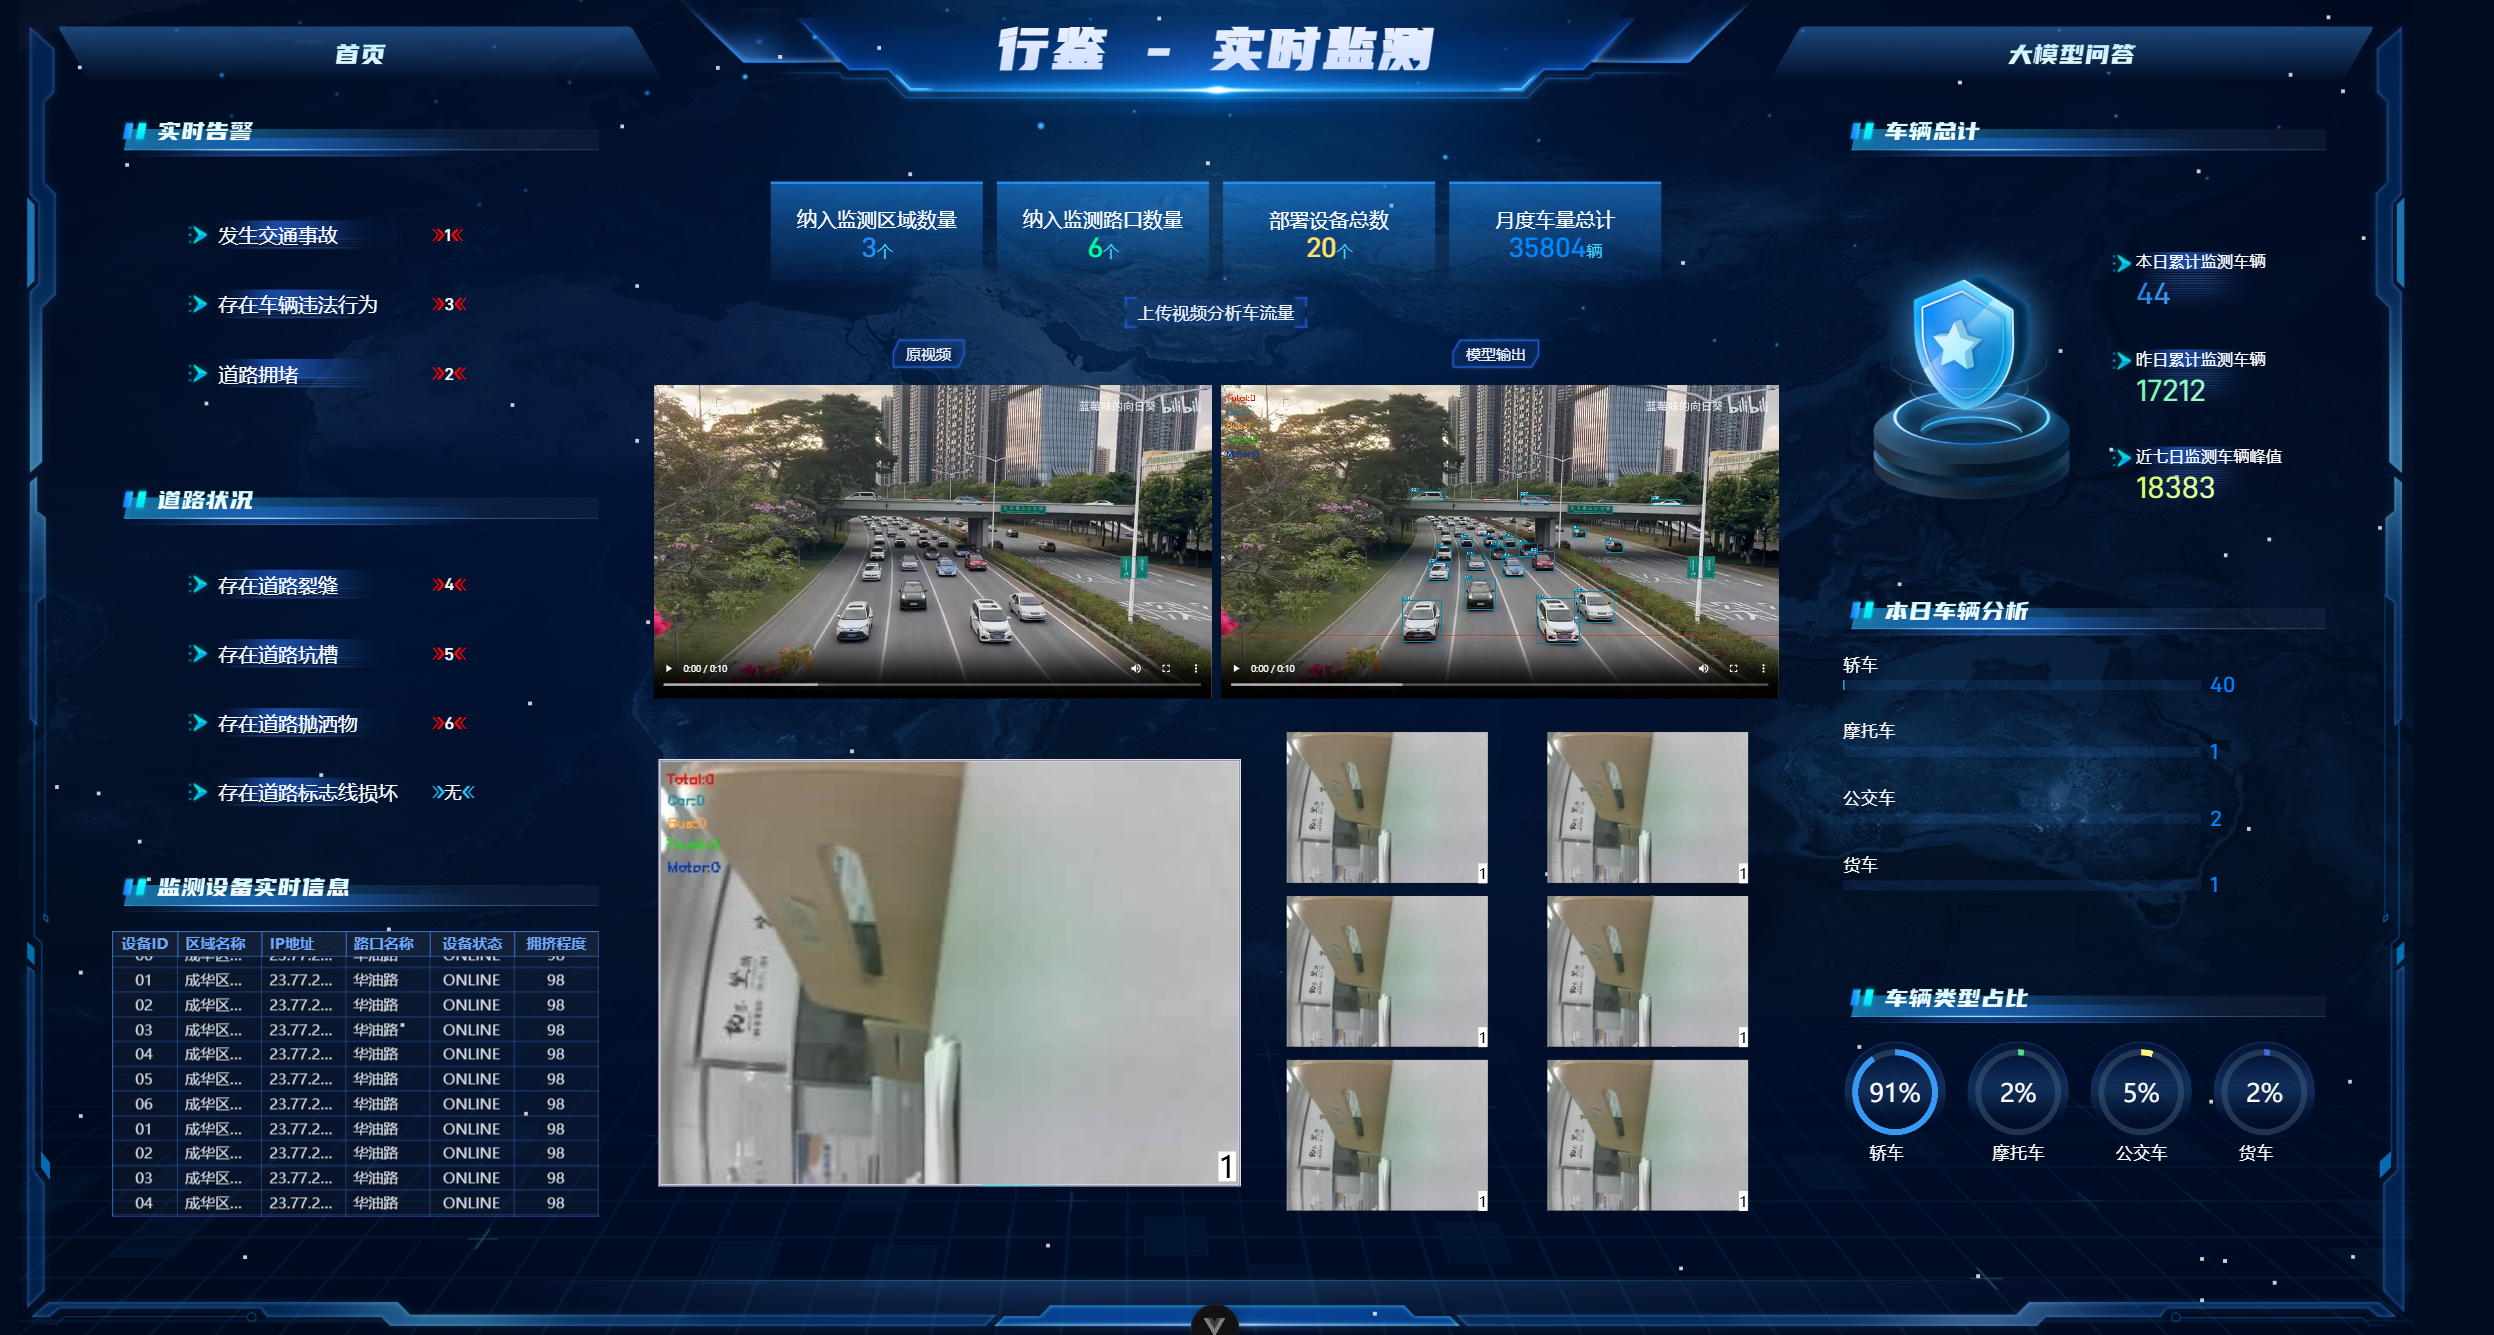 首页
行鉴 - 实时监测
大模型问答
实时告警
发生交通事故 1
存在车辆违法行为 3
道路拥堵 2
道路状况
存在道路裂缝 4
存在道路坑槽 5
存在道路抛洒物 6
存在道路标志线损坏 无
监测设备实时信息
设备ID 区域名称 IP地址 路口名称 设备状态 拥挤程度
01 成华区... 23.77.2... 华油路 ONLINE 98
02 成华区... 23.77.2... 华油路 ONLINE 98
03 成华区... 23.77.2... 华油路 ONLINE 98
04 成华区... 23.77.2... 华油路 ONLINE 98
05 成华区... 23.77.2... 华油路 ONLINE 98
06 成华区... 23.77.2... 华油路 ONLINE 98
01 成华区... 23.77.2... 华油路 ONLINE 98
02 成华区... 23.77.2... 华油路 ONLINE 98
03 成华区... 23.77.2... 华油路 ONLINE 98
04 成华区... 23.77.2... 华油路 ONLINE 98
纳入监测区域数量
3个
纳入监测路口数量
6个
部署设备总数
20个
月度车量总计
35804辆
上传视频分析车流量
原视频
模型输出
蓝莓味的向日葵 bilibili
0:00 / 0:10
Total:0
蓝莓味的向日葵 bilibili
0:00 / 0:10
Total:0
Car:0
Bus:0
Truck:0
Motor:0
1
1
1
1
1
1
1
车辆总计
本日累计监测车辆
44
昨日累计监测车辆
17212
近七日监测车辆峰值
18383
本日车辆分析
轿车
40
摩托车
1
公交车
2
货车
1
车辆类型占比
91% 2% 5% 2%
轿车 摩托车 公交车 货车